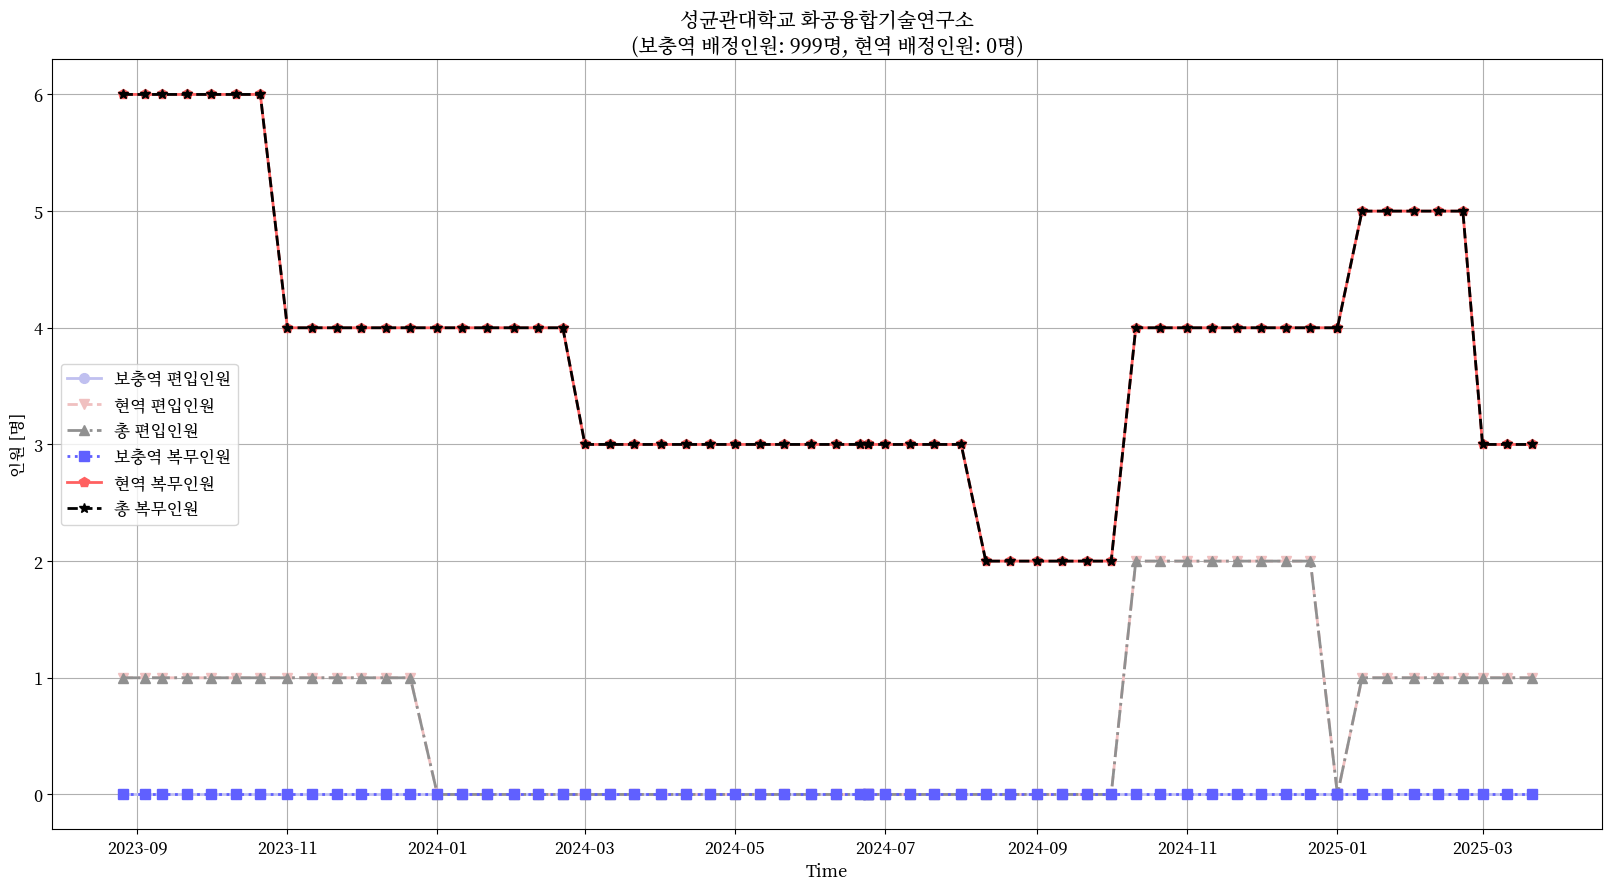 성균관대학교 화공융합기술연구소
(보충역 배정인원: 999명, 현역 배정인원: 0명)
6
5
4
3
2
1
0
인원 [명]
보충역 편입인원
현역 편입인원
총 편입인원
보충역 복무인원
현역 복무인원
총 복무인원
2023-09 2023-11 2024-01 2024-03 2024-05 2024-07 2024-09 2024-11 2025-01 2025-03
Time